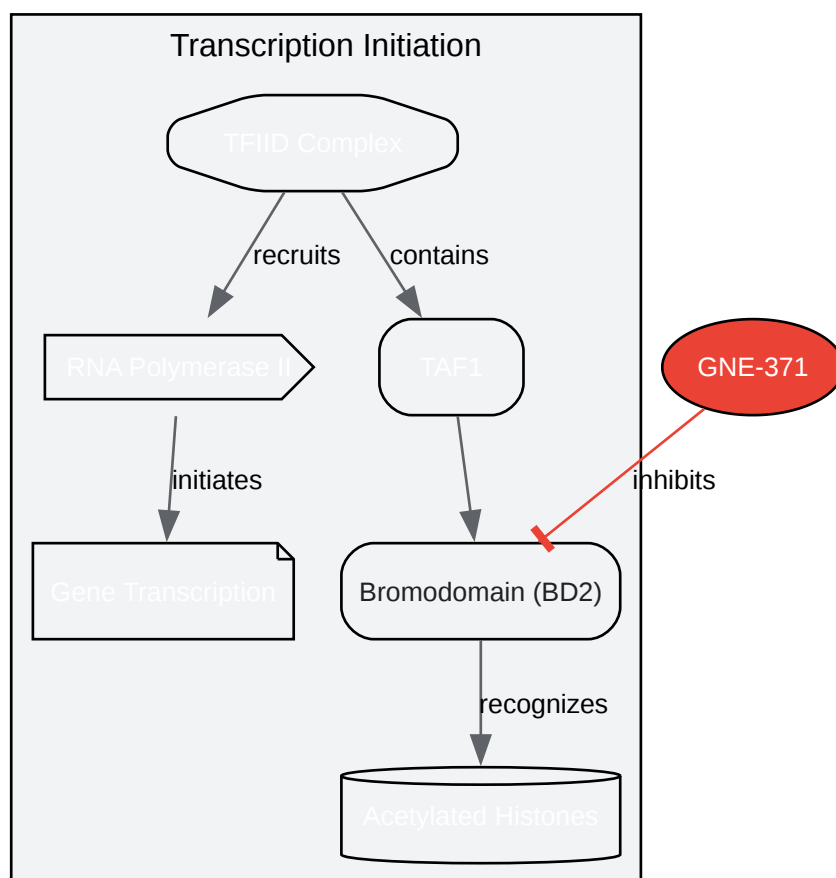 Transcription Initiation
TFIID Complex
recruits
contains
RNA Polymerase II
TAF1
GNE-371
initiates
inhibits
Gene Transcription
Bromodomain (BD2)
recognizes
Acetylated Histones